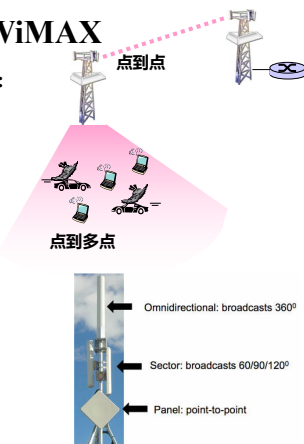 ViMAX
:
点到点
点到多点
Omnidirectional: broadcasts 360⁰
Sector: broadcasts 60/90/120⁰
Panel: point-to-point